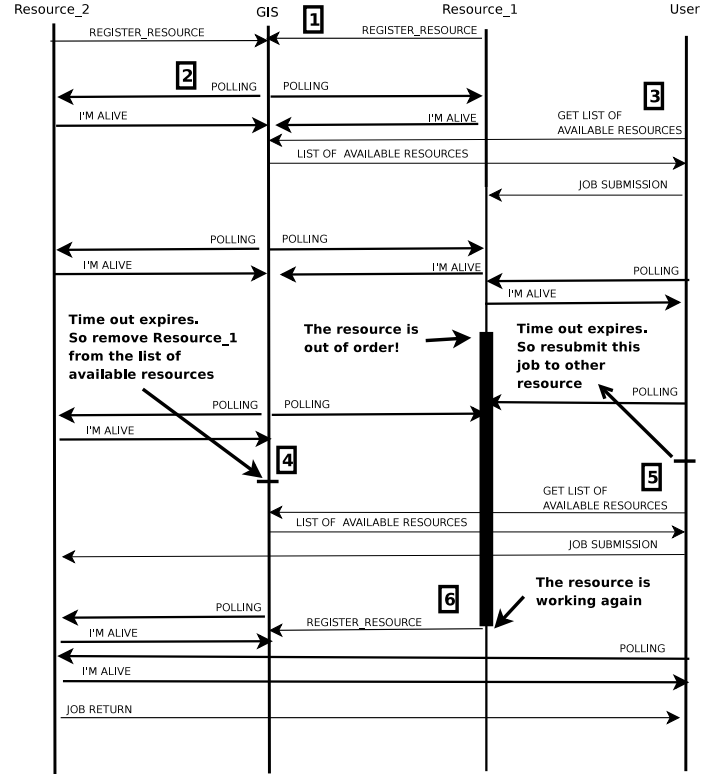 Resource_2 GIS Resource_1 User
1
REGISTER_RESOURCE REGISTER_RESOURCE
2
POLLING POLLING
3
I'M ALIVE I'M ALIVE
GET LIST OF
AVAILABLE RESOURCES
LIST OF AVAILABLE RESOURCES
JOB SUBMISSION
POLLING POLLING
I'M ALIVE I'M ALIVE POLLING
I'M ALIVE
Time out expires.
So remove Resource_1
from the list of
available resources
The resource is
out of order!
Time out expires.
So resubmit this
job to other
resource
POLLING
POLLING POLLING
I'M ALIVE
4
5
GET LIST OF
AVAILABLE RESOURCES
LIST OF AVAILABLE RESOURCES
JOB SUBMISSION
The resource is
working again
6
POLLING
REGISTER_RESOURCE
I'M ALIVE
POLLING
I'M ALIVE
JOB RETURN